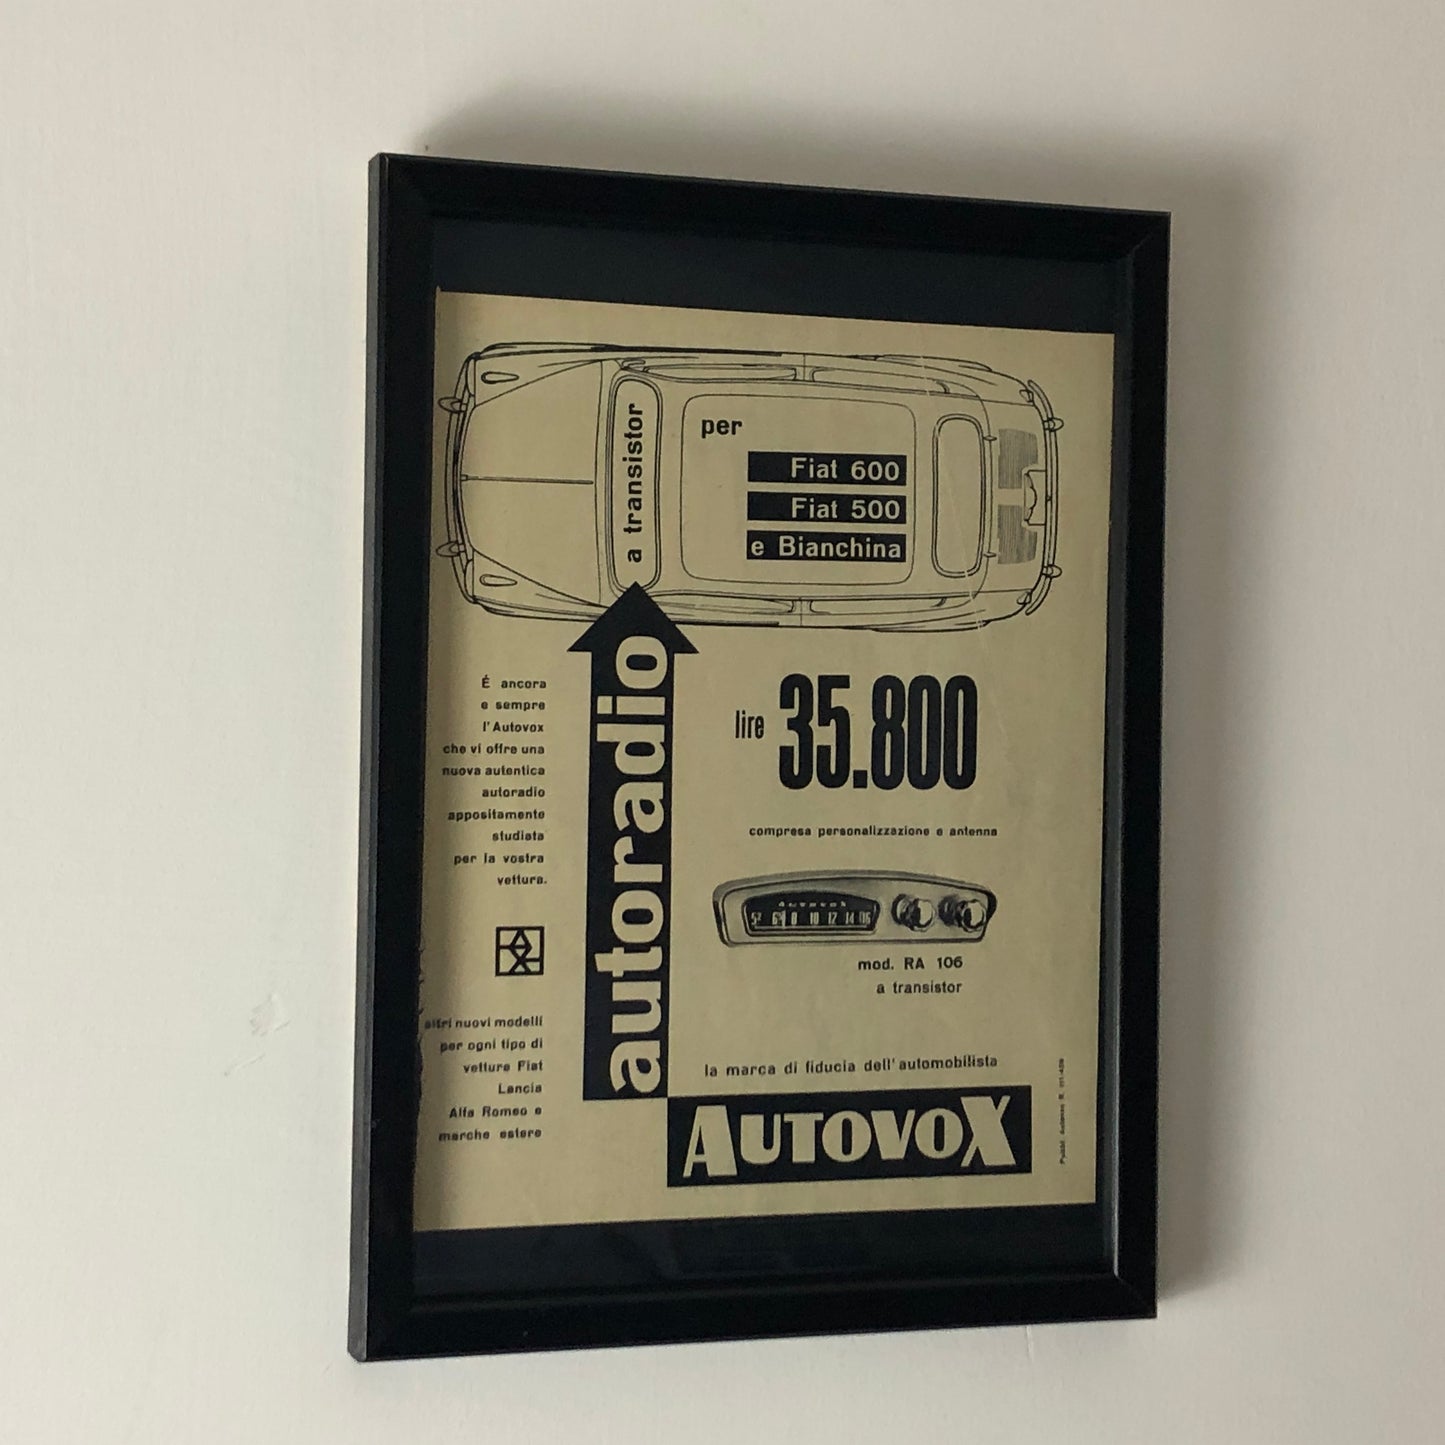 a transistor
per
Fiat 600
Fiat 500
e Bianchina
autoradio
È ancora
e sempre
l'Autovox
che vi offre una
nuova autentica
autoradio
appositamente
studiata
per la vostra
vettura.
altri nuovi modelli
per ogni tipo di
vetture Fiat
Lancia
Alfa Romeo e
marche estere
lire 35.800
compresa personalizzazione e antenna
AUTOVOX
mod. RA 106
a transistor
la marca di fiducia dell'automobilista
AUTOVOX